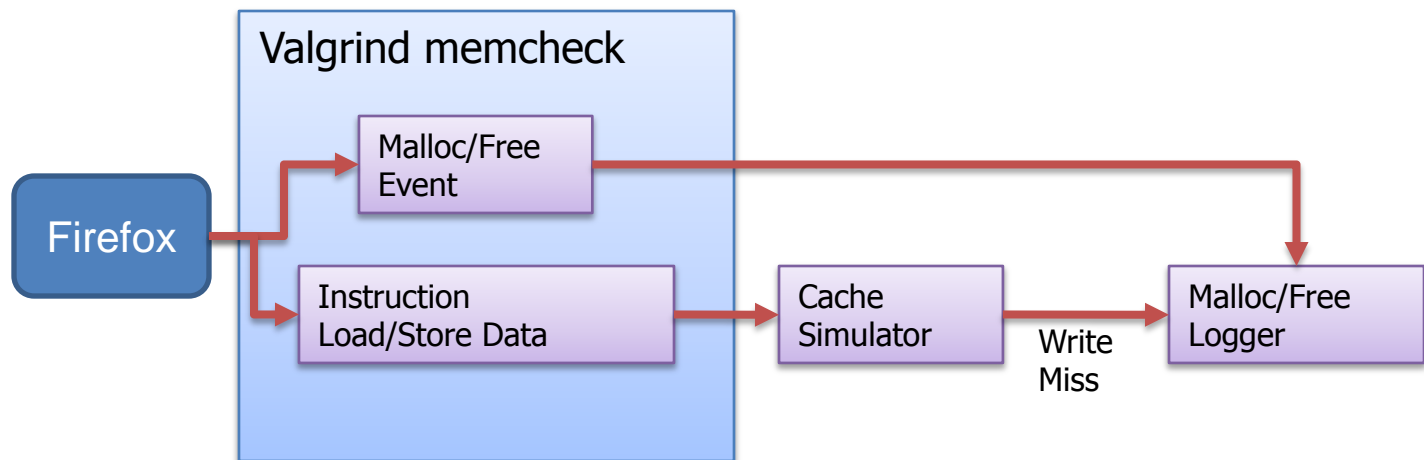 Valgrind memcheck
Malloc/Free
Event
Firefox
Instruction
Load/Store Data
Cache
Simulator
Write
Miss
Malloc/Free
Logger